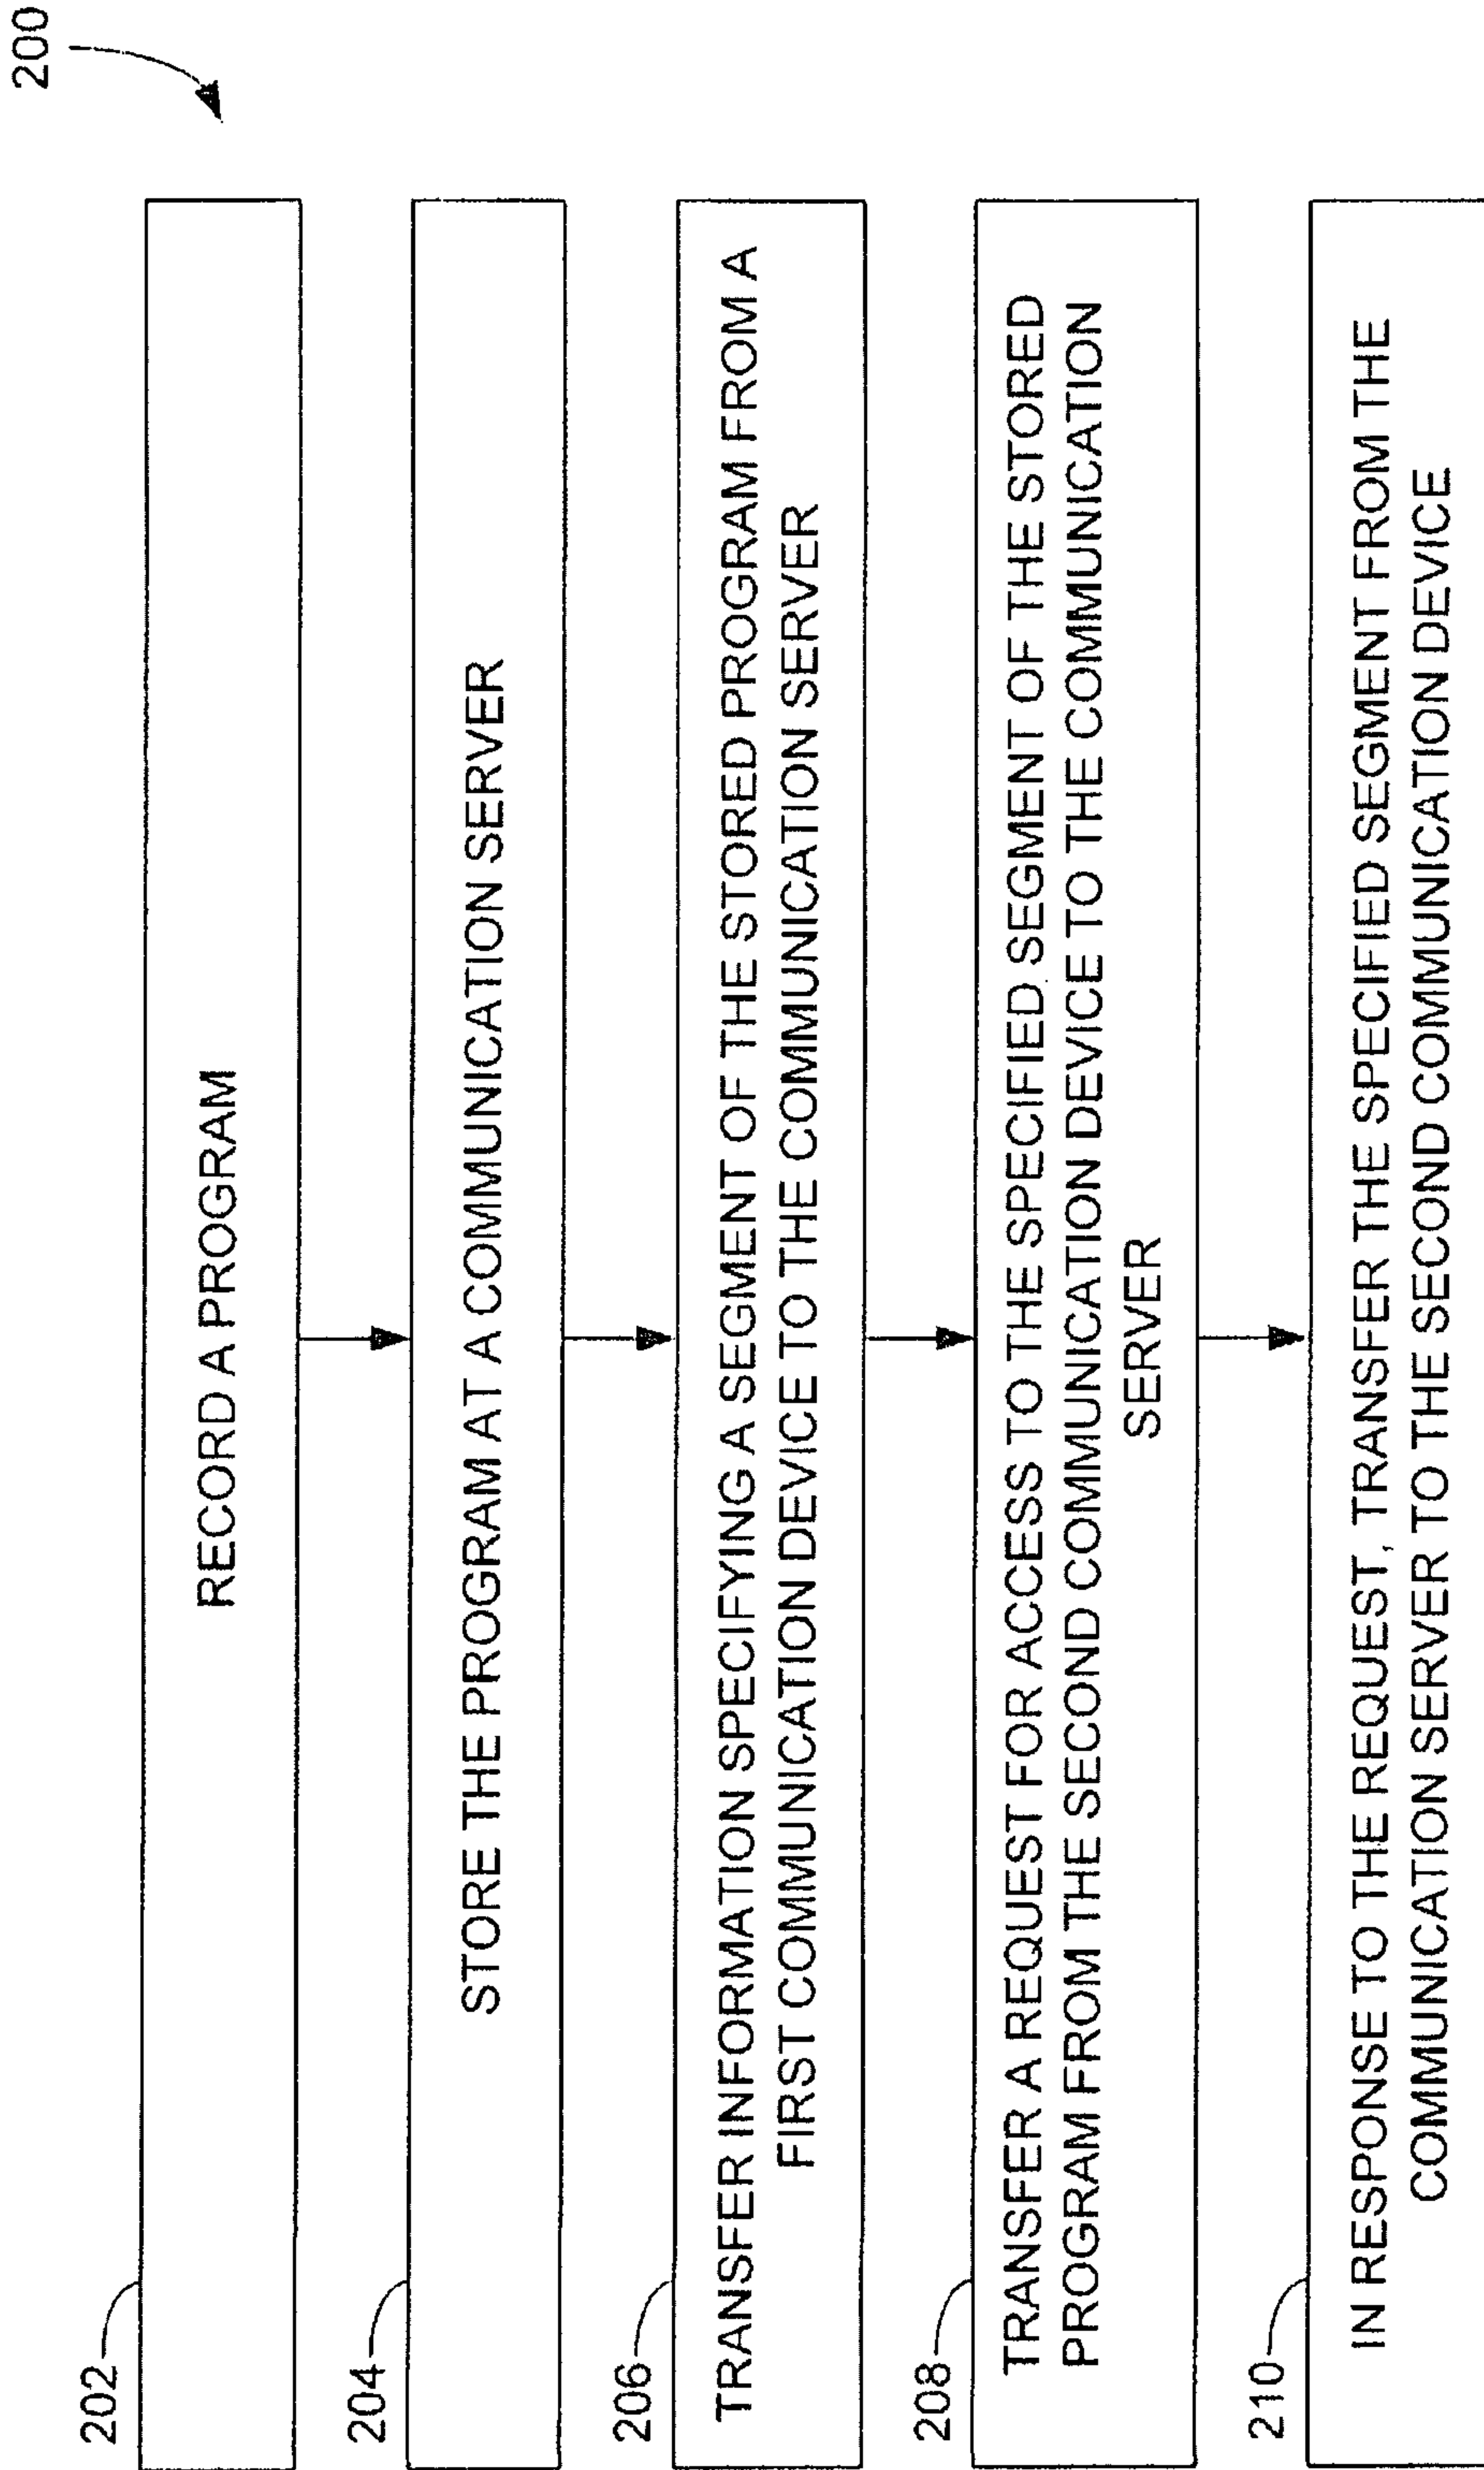 200
202
RECORD A PROGRAM
204
STORE THE PROGRAM AT A COMMUNICATION SERVER
206
TRANSFER INFORMATION SPECIFYING A SEGMENT OF THE STORED PROGRAM FROM A
FIRST COMMUNICATION DEVICE TO THE COMMUNICATION SERVER
208
TRANSFER A REQUEST FOR ACCESS TO THE SPECIFIED SEGMENT OF THE STORED
PROGRAM FROM THE SECOND COMMUNICATION DEVICE TO THE COMMUNICATION
SERVER
210
IN RESPONSE TO THE REQUEST, TRANSFER THE SPECIFIED SEGMENT FROM THE
COMMUNICATION SERVER TO THE SECOND COMMUNICATION DEVICE